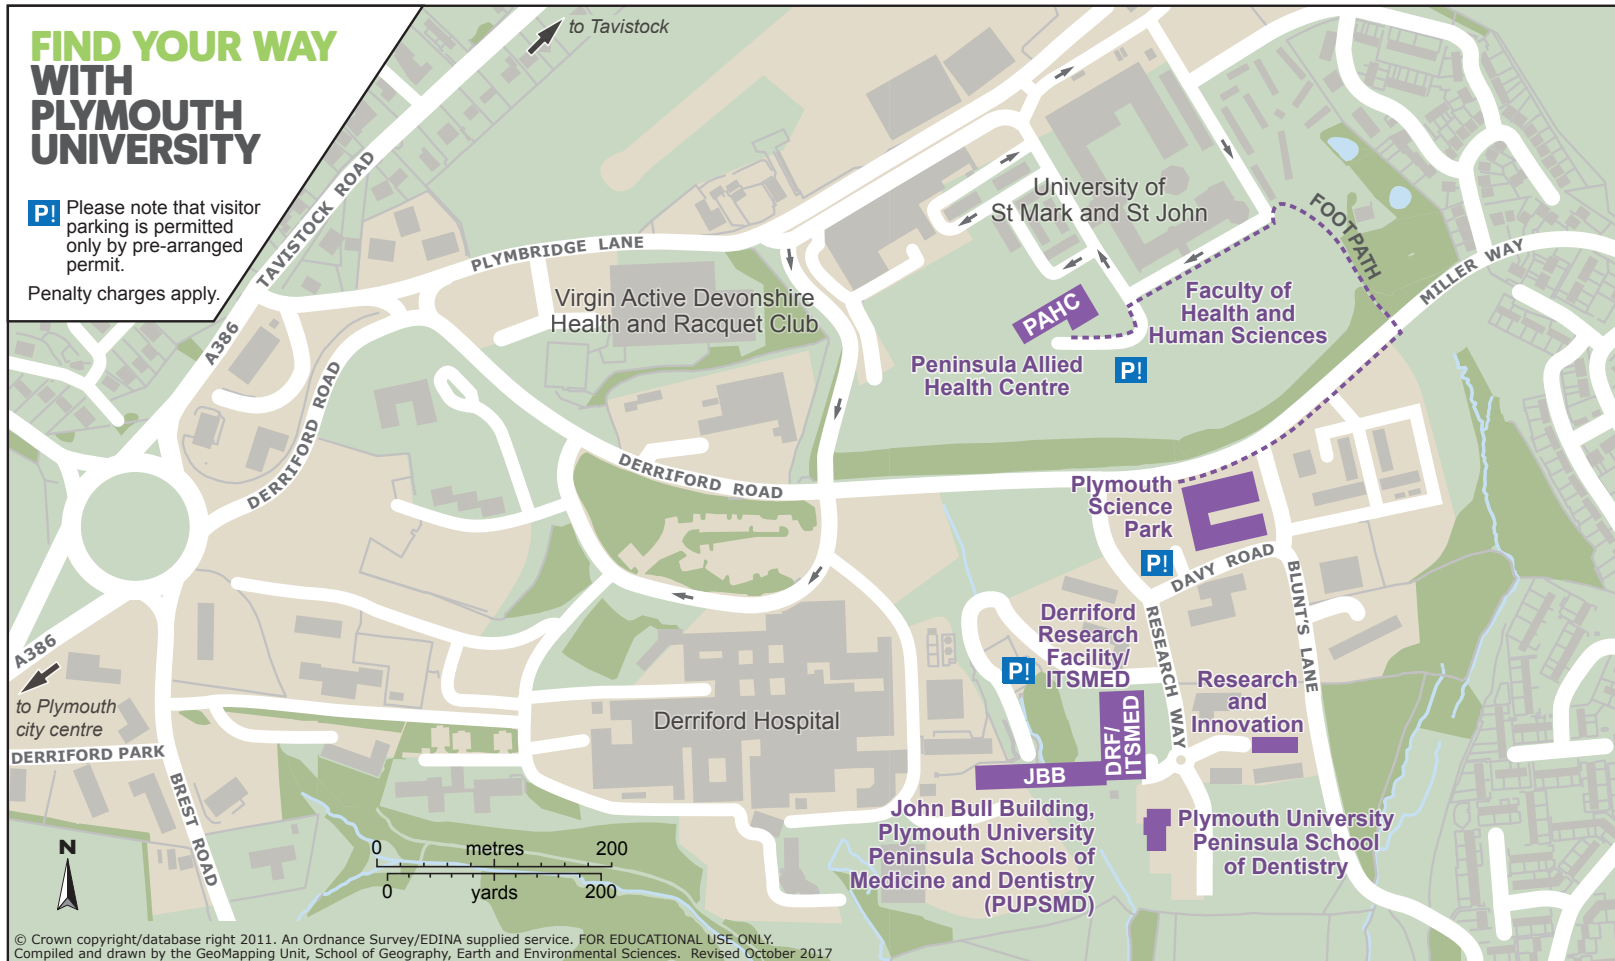 FIND YOUR WAY
WITH
PLYMOUTH
UNIVERSITY
P! Please note that visitor
parking is permitted
only by pre-arranged
permit.
Penalty charges apply.
to Tavistock
TAVISTOCK ROAD
A386
PLYMBRIDGE LANE
University of
St Mark and St John
FOOTPATH
MILLER WAY
Virgin Active Devonshire
Health and Racquet Club
PAHC
Faculty of
Health and
Human Sciences
Peninsula Allied
Health Centre
P!
DERRIFORD ROAD
DERRIFORD ROAD
Plymouth
Science
Park
P!
DAVY ROAD
BLUNT'S LANE
RESEARCH WAY
Derriford
Research
Facility/
ITSMED
P!
A386
to Plymouth
city centre
DERRIFORD PARK
BREST ROAD
Derriford Hospital
Research
and
Innovation
DRF/
ITSMED
JBB
John Bull Building,
Plymouth University
Peninsula Schools of
Medicine and Dentistry
(PUPSMD)
Plymouth University
Peninsula School
of Dentistry
N
0 metres 200
0 yards 200
© Crown copyright/database right 2011. An Ordnance Survey/EDINA supplied service. FOR EDUCATIONAL USE ONLY.
Compiled and drawn by the GeoMapping Unit, School of Geography, Earth and Environmental Sciences. Revised October 2017